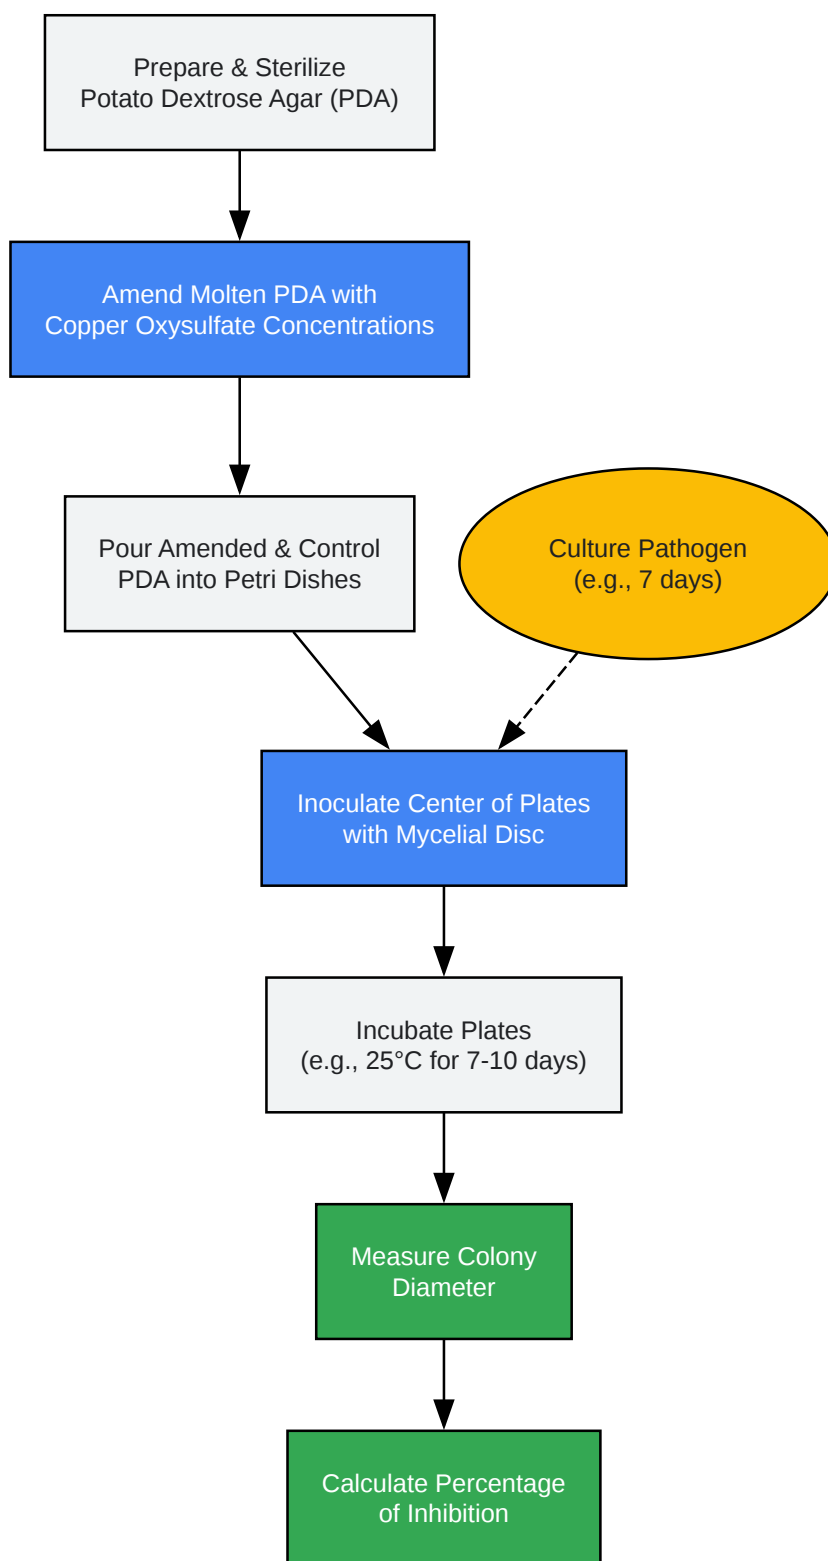 Prepare & Sterilize
Potato Dextrose Agar (PDA)
Amend Molten PDA with
Copper Oxysulfate Concentrations
Pour Amended & Control
PDA into Petri Dishes
Culture Pathogen
(e.g., 7 days)
Inoculate Center of Plates
with Mycelial Disc
Incubate Plates
(e.g., 25°C for 7-10 days)
Measure Colony
Diameter
Calculate Percentage
of Inhibition